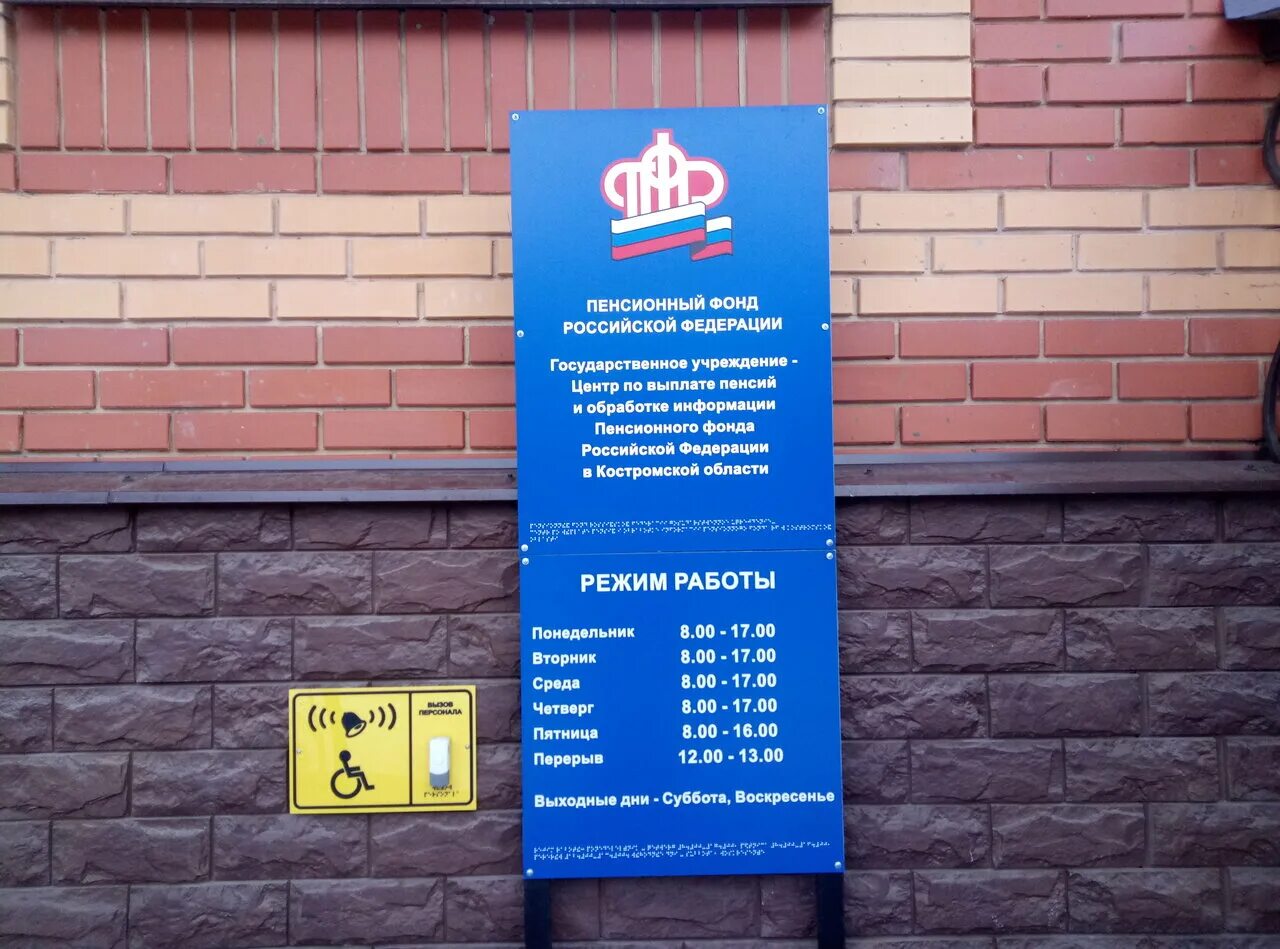 ПЕНСИОННЫЙ ФОНД
РОССИЙСКОЙ ФЕДЕРАЦИИ
Государственное учреждение -
Центр по выплате пенсий
и обработке информации
Пенсионного фонда
Российской Федерации
в Костромской области
РЕЖИМ РАБОТЫ
Понедельник 8.00 - 17.00
Вторник 8.00 - 17.00
Среда 8.00 - 17.00
Четверг 8.00 - 17.00
Пятница 8.00 - 16.00
Перерыв 12.00 - 13.00
Выходные дни - Суббота, Воскресенье
ВЫЗОВ
ПЕРСОНАЛА